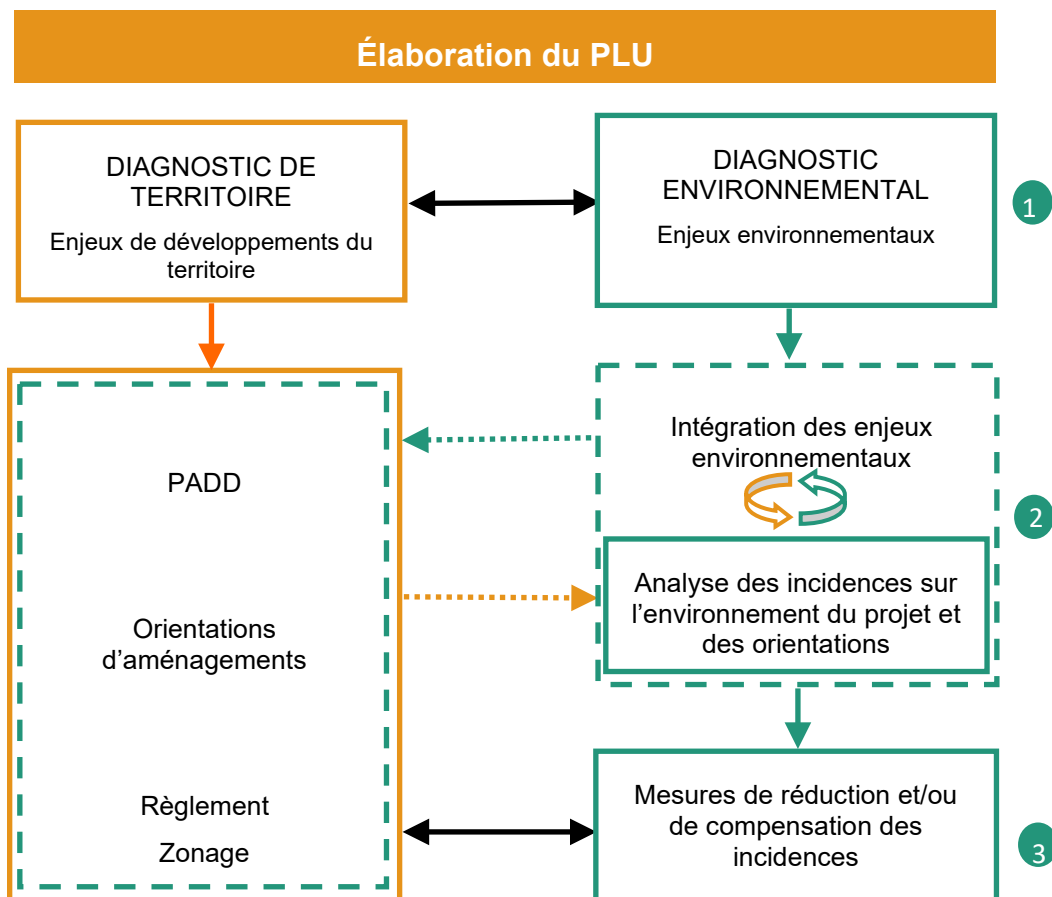 Élaboration du PLU
DIAGNOSTIC DE
TERRITOIRE
Enjeux de développements du
territoire
DIAGNOSTIC
ENVIRONNEMENTAL
Enjeux environnementaux
1
PADD
Orientations
d'aménagements
Règlement
Zonage
Intégration des enjeux
environnementaux
Analyse des incidences sur
l'environnement du projet et
des orientations
2
Mesures de réduction et/ou
de compensation des
incidences
3